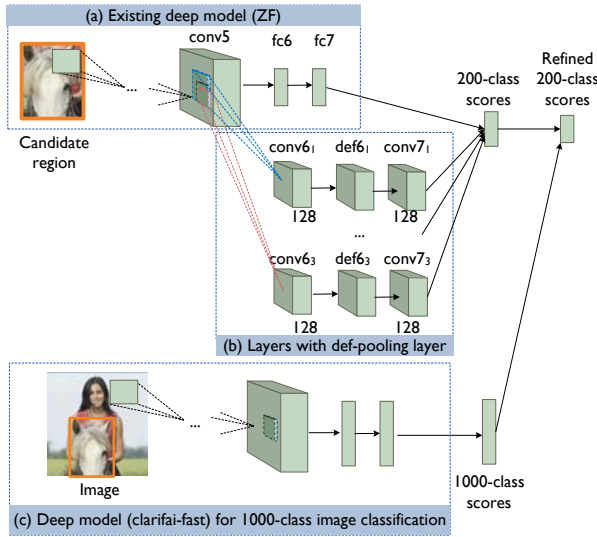 (a) Existing deep model (ZF)
conv5
fc6
fc7
...
Candidate
region
200-class
scores
Refined
200-class
scores
conv6₁
def6₁
conv7₁
128
128
...
conv6₃
def6₃
conv7₃
128
128
(b) Layers with def-pooling layer
...
Image
1000-class
scores
(c) Deep model (clarifai-fast) for 1000-class image classification